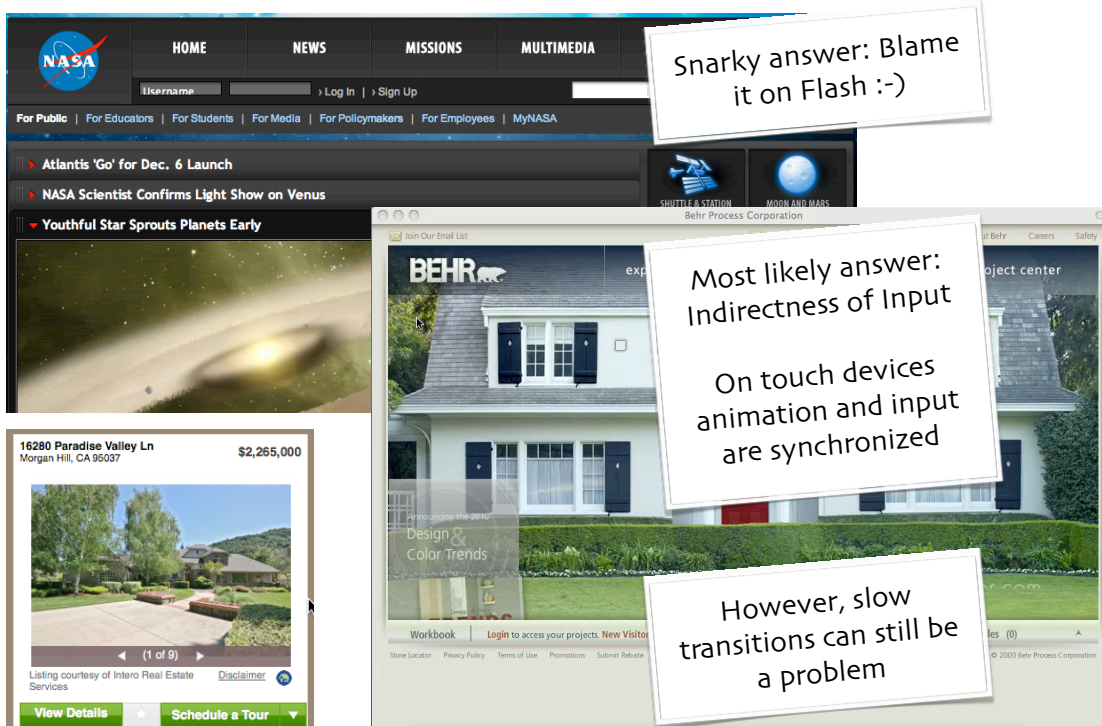 NASA
HOME
NEWS
MISSIONS
MULTIMEDIA
Username
› Log In | › Sign Up
For Public | For Educators | For Students | For Media | For Policymakers | For Employees | MyNASA
Atlantis 'Go' for Dec. 6 Launch
NASA Scientist Confirms Light Show on Venus
Youthful Star Sprouts Planets Early
SHUTTLE & STATION
MOON AND MARS
Snarky answer: Blame
it on Flash :-)
Behr Process Corporation
Join Our Email List
Careers
Safety
BEHR
exp
oject center
Most likely answer:
Indirectness of Input
On touch devices
animation and input
are synchronized
Announcing the 2010
Design &
Color Trends
However, slow
transitions can still be
a problem
Workbook
Login to access your projects. New Visitor
les (0)
Store Locator
Privacy Policy
Terms of Use
Promotions
Submit Rebate
© 2009 Behr Process Corporation
16280 Paradise Valley Ln
$2,265,000
Morgan Hill, CA 95037
(1 of 9)
Listing courtesy of Intero Real Estate
Services
Disclaimer
View Details
Schedule a Tour